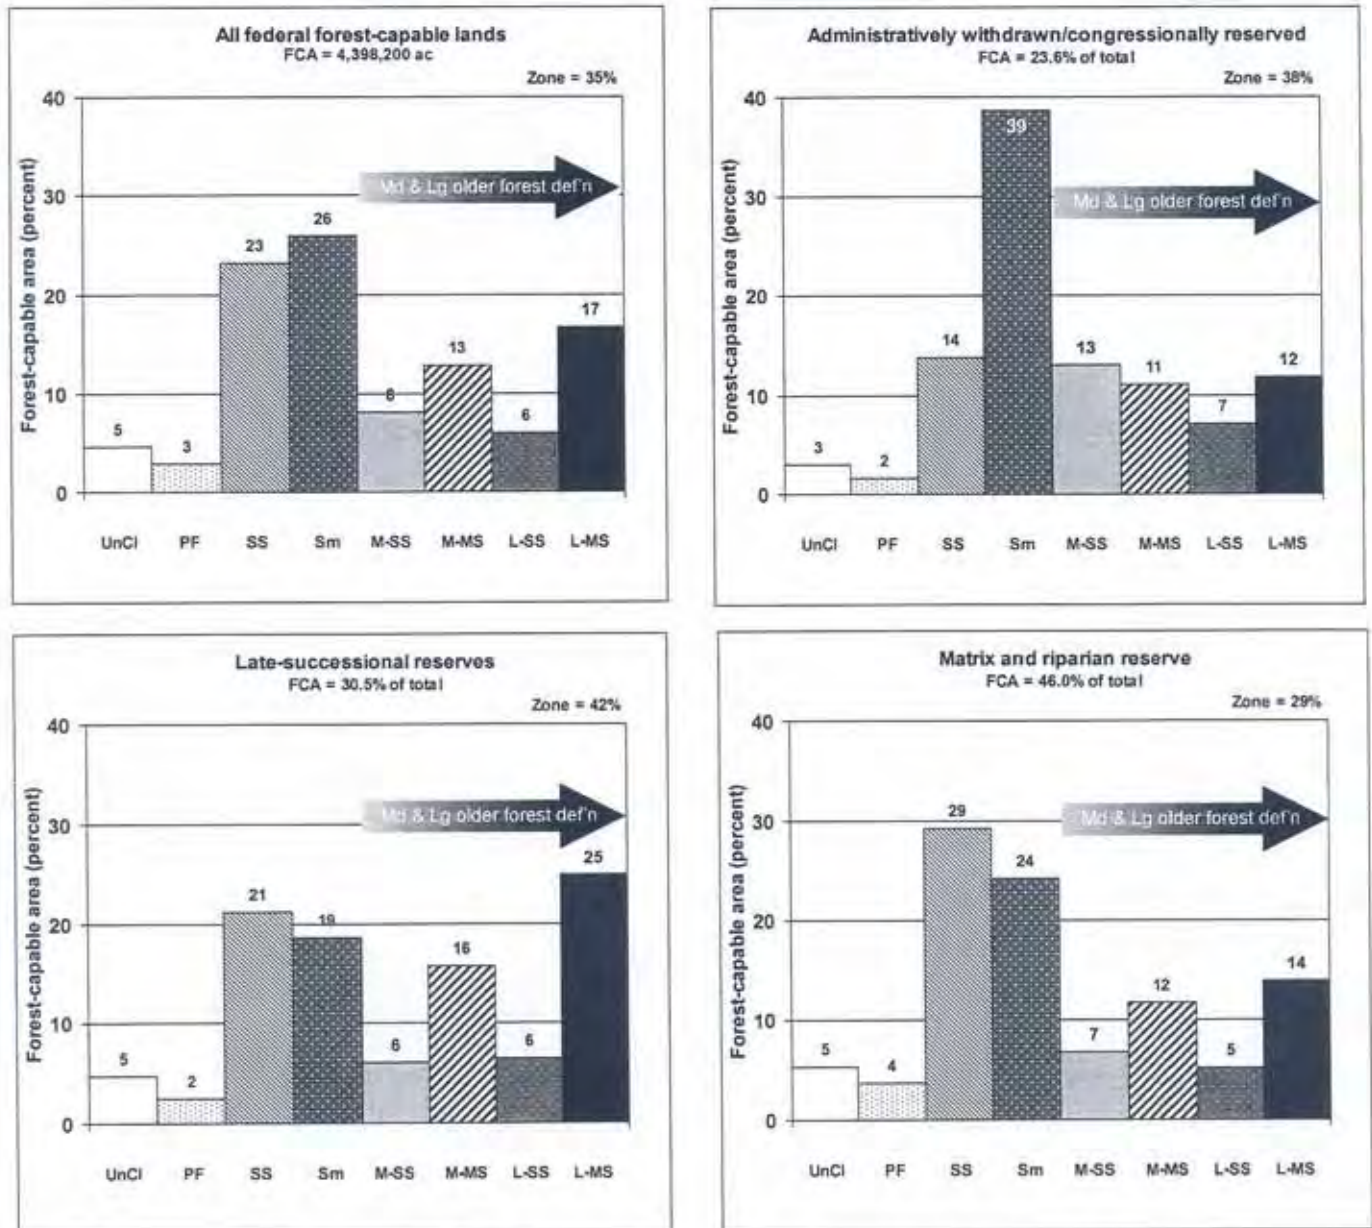 All federal forest-capable lands
FCA = 4,398,200 ac
Zone = 35%
Forest-capable area (percent)
40
30
20
10
0
Md & Lg older forest def'n
5
3
23
26
8
13
6
17
UnCl PF SS Sm M-SS M-MS L-SS L-MS
Administratively withdrawn/congressionally reserved
FCA = 23.6% of total
Zone = 38%
Forest-capable area (percent)
40
30
20
10
0
Md & Lg older forest def'n
3
2
14
39
13
11
7
12
UnCl PF SS Sm M-SS M-MS L-SS L-MS
Late-successional reserves
FCA = 30.5% of total
Zone = 42%
Forest-capable area (percent)
40
30
20
10
0
Md & Lg older forest def'n
5
2
21
19
6
16
6
25
UnCl PF SS Sm M-SS M-MS L-SS L-MS
Matrix and riparian reserve
FCA = 46.0% of total
Zone = 29%
Forest-capable area (percent)
40
30
20
10
0
Md & Lg older forest def'n
5
4
29
24
7
12
5
14
UnCl PF SS Sm M-SS M-MS L-SS L-MS